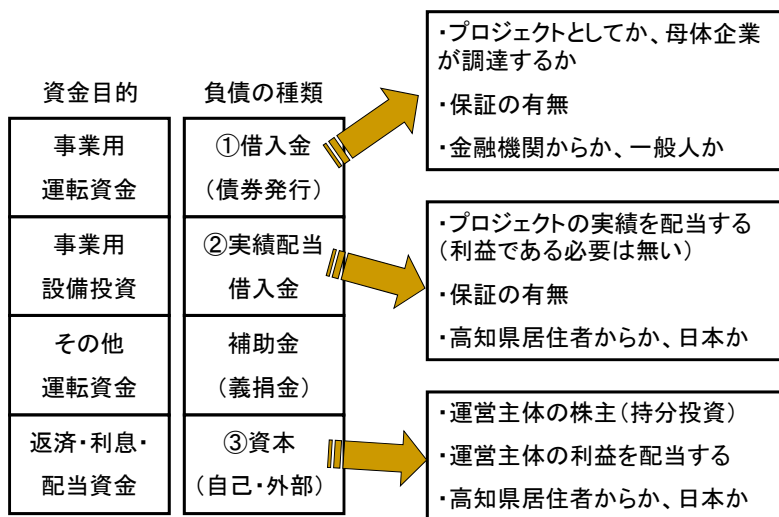 資金目的
事業用
運転資金
事業用
設備投資
その他
運転資金
返済・利息・
配当資金
負債の種類
①借入金
(債券発行)
②実績配当
借入金
補助金
(義捐金)
③資本
(自己・外部)
・プロジェクトとしてか、母体企業
が調達するか
・保証の有無
・金融機関からか、一般人か
・プロジェクトの実績を配当する
(利益である必要は無い)
・保証の有無
・高知県居住者からか、日本か
・運営主体の株主(持分投資)
・運営主体の利益を配当する
・高知県居住者からか、日本か